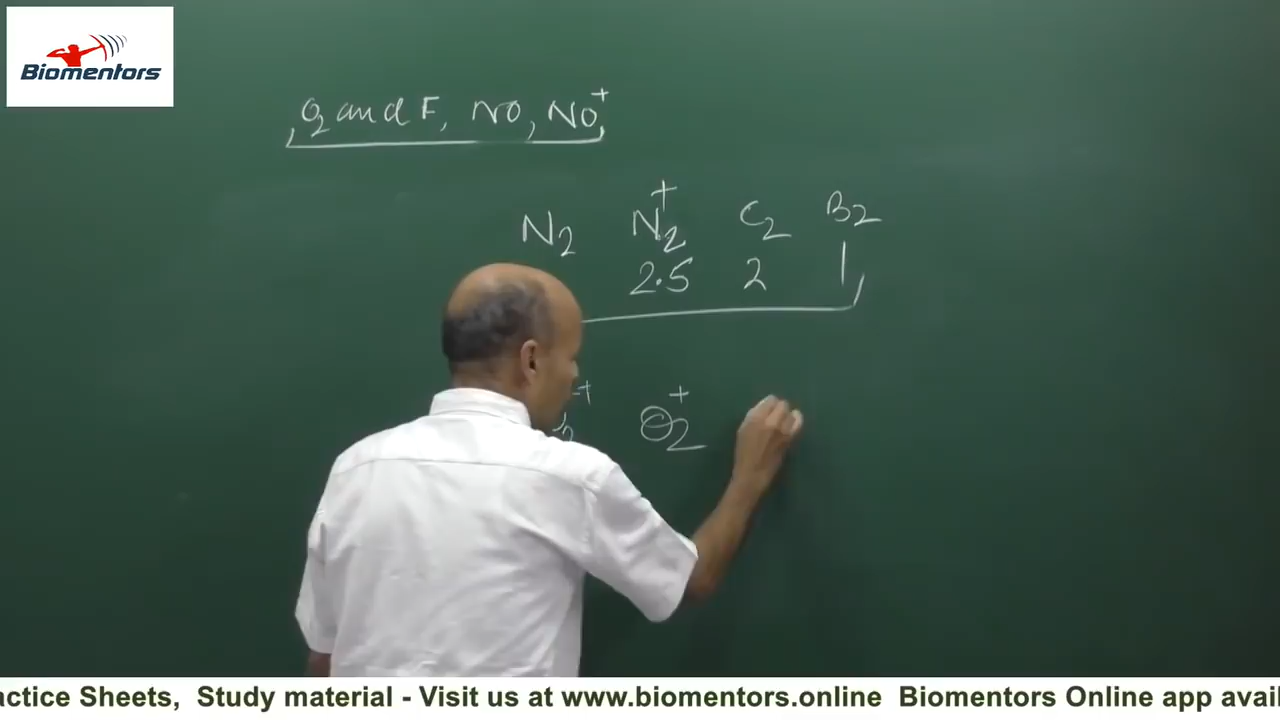 Biomentors
O2 and F, NO, NO+
N2 N2+ C2 B2
2.5 2 1
O2+
actice Sheets, Study material - Visit us at www.biomentors.online Biomentors Online app avail